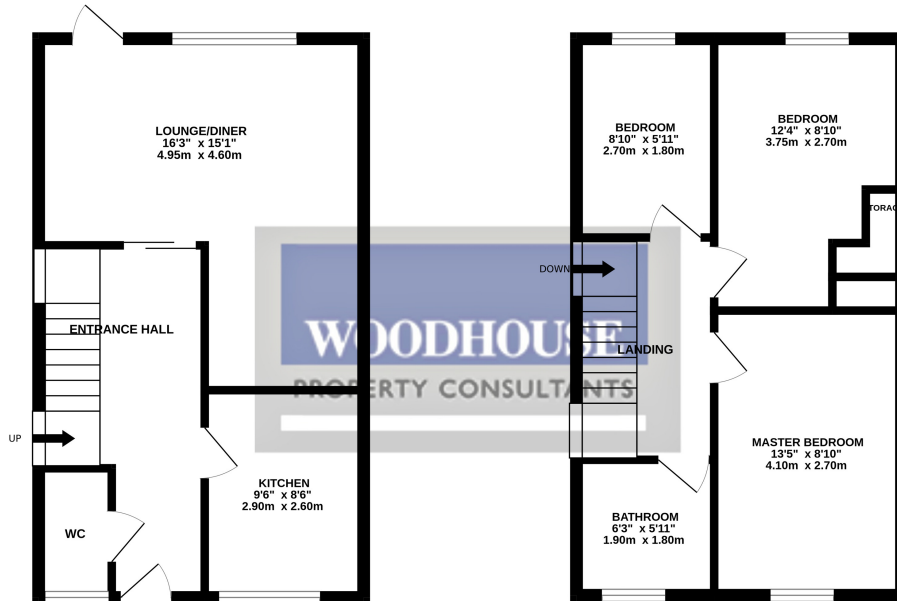 LOUNGE/DINER
16'3" x 15'1"
4.95m x 4.60m
ENTRANCE HALL
UP
WC
KITCHEN
9'6" x 8'6"
2.90m x 2.60m
BEDROOM
8'10" x 5'11"
2.70m x 1.80m
BEDROOM
12'4" x 8'10"
3.75m x 2.70m
TORAG
DOWN
LANDING
MASTER BEDROOM
13'5" x 8'10"
4.10m x 2.70m
BATHROOM
6'3" x 5'11"
1.90m x 1.80m
WOODHOUSE
PROPERTY CONSULTANTS